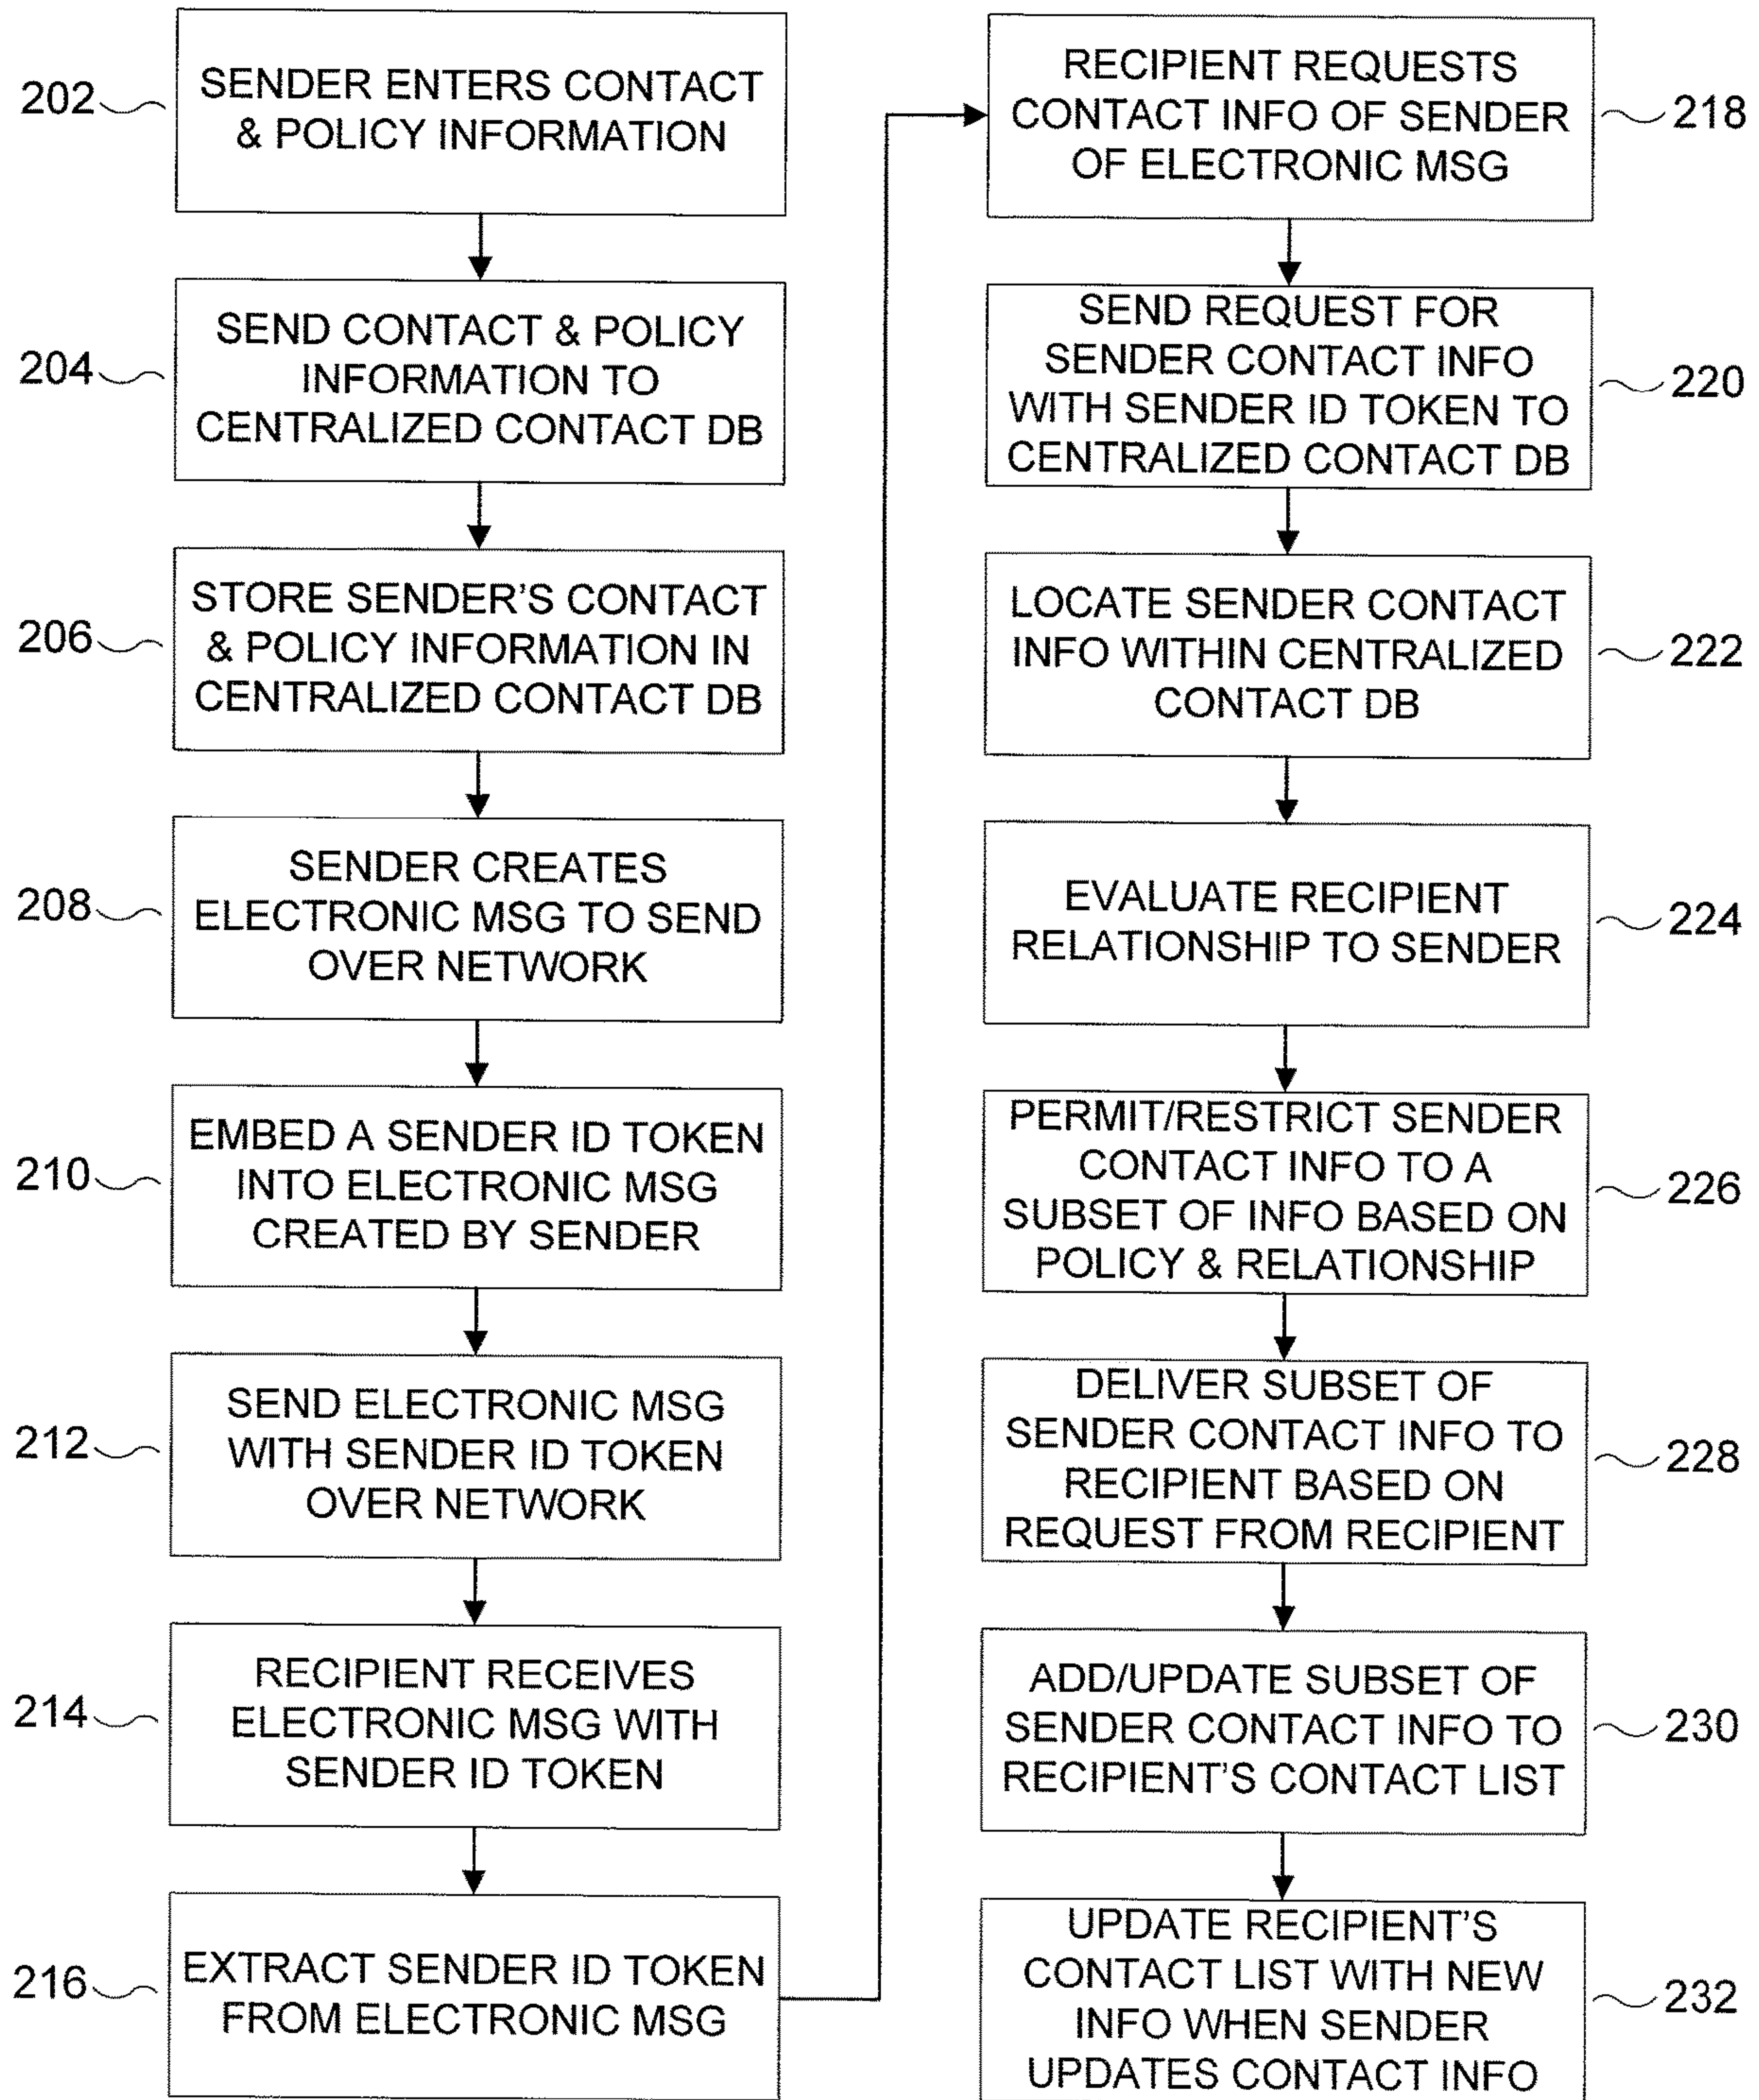 202
SENDER ENTERS CONTACT
& POLICY INFORMATION
204
SEND CONTACT & POLICY
INFORMATION TO
CENTRALIZED CONTACT DB
206
STORE SENDER'S CONTACT
& POLICY INFORMATION IN
CENTRALIZED CONTACT DB
208
SENDER CREATES
ELECTRONIC MSG TO SEND
OVER NETWORK
210
EMBED A SENDER ID TOKEN
INTO ELECTRONIC MSG
CREATED BY SENDER
212
SEND ELECTRONIC MSG
WITH SENDER ID TOKEN
OVER NETWORK
214
RECIPIENT RECEIVES
ELECTRONIC MSG WITH
SENDER ID TOKEN
216
EXTRACT SENDER ID TOKEN
FROM ELECTRONIC MSG
RECIPIENT REQUESTS
CONTACT INFO OF SENDER
OF ELECTRONIC MSG
218
SEND REQUEST FOR
SENDER CONTACT INFO
WITH SENDER ID TOKEN TO
CENTRALIZED CONTACT DB
220
LOCATE SENDER CONTACT
INFO WITHIN CENTRALIZED
CONTACT DB
222
EVALUATE RECIPIENT
RELATIONSHIP TO SENDER
224
PERMIT/RESTRICT SENDER
CONTACT INFO TO A
SUBSET OF INFO BASED ON
POLICY & RELATIONSHIP
226
DELIVER SUBSET OF
SENDER CONTACT INFO TO
RECIPIENT BASED ON
REQUEST FROM RECIPIENT
228
ADD/UPDATE SUBSET OF
SENDER CONTACT INFO TO
RECIPIENT'S CONTACT LIST
230
UPDATE RECIPIENT'S
CONTACT LIST WITH NEW
INFO WHEN SENDER
UPDATES CONTACT INFO
232